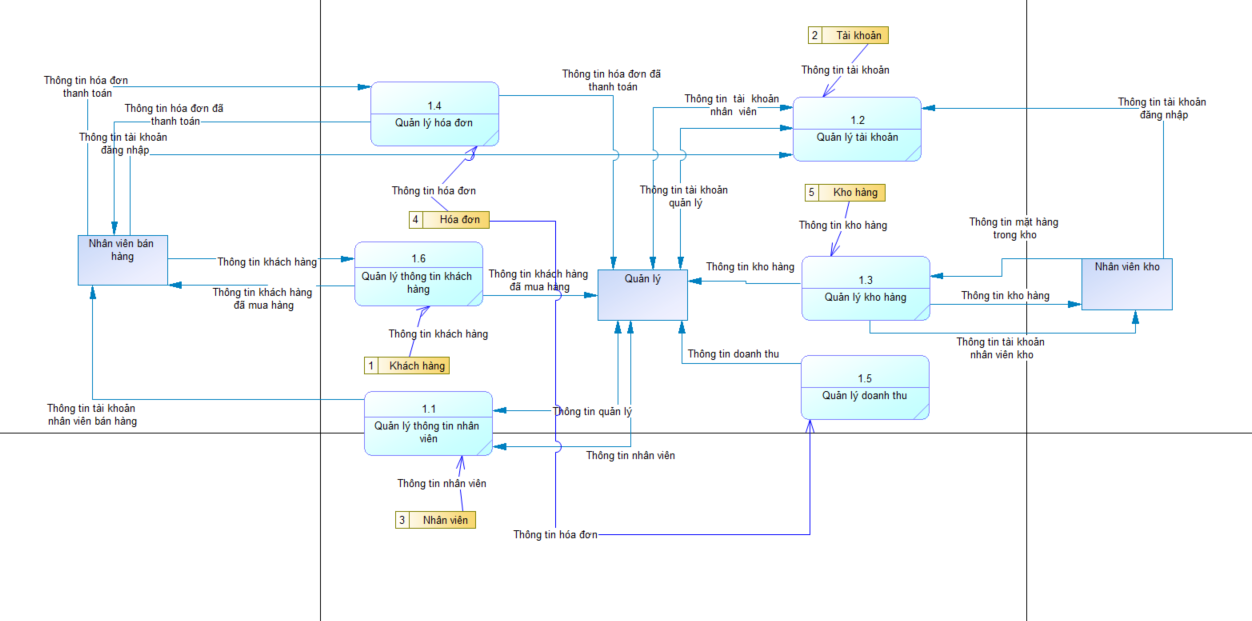 2 Tài khoản
Thông tin tài khoản
Thông tin hóa đơn
thanh toán
Thông tin hóa đơn đã
thanh toán
Thông tin tài khoản
đăng nhập
1.4
Quản lý hóa đơn
Thông tin hóa đơn đã
thanh toán
Thông tin tài khoản
nhân viên
1.2
Quản lý tài khoản
Thông tin tài khoản
đăng nhập
Thông tin hóa đơn
4 Hóa đơn
Thông tin tài khoản
quản lý
5 Kho hàng
Thông tin kho hàng
Thông tin mặt hàng
trong kho
Nhân viên bán
hàng
Thông tin khách hàng
Thông tin khách hàng
đã mua hàng
1.6
Quản lý thông tin khách
hàng
Thông tin khách hàng
đã mua hàng
Quản lý
Thông tin kho hàng
1.3
Quản lý kho hàng
Thông tin kho hàng
Nhân viên kho
Thông tin tài khoản
nhân viên kho
Thông tin khách hàng
1 Khách hàng
Thông tin doanh thu
1.5
Quản lý doanh thu
Thông tin tài khoản
nhân viên bán hàng
1.1
Quản lý thông tin nhân
viên
Thông tin quản lý
Thông tin nhân viên
Thông tin nhân viên
3 Nhân viên
Thông tin hóa đơn